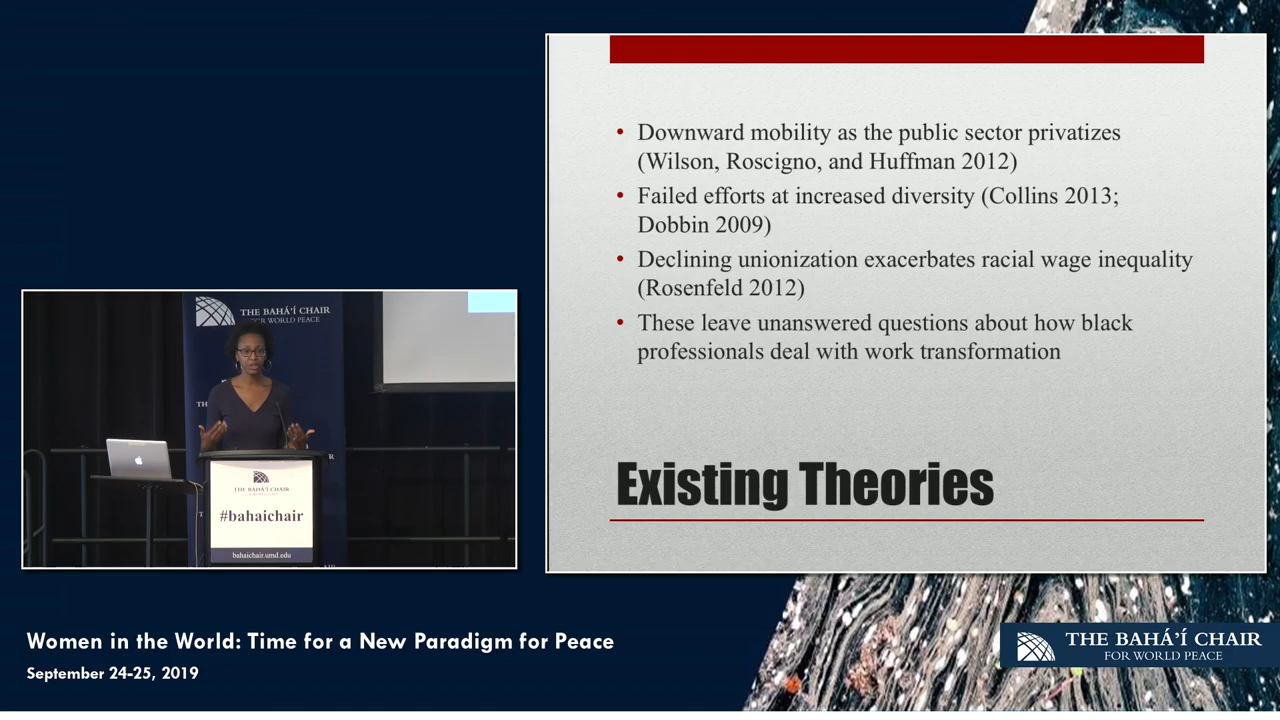 Downward mobility as the public sector privatizes
(Wilson, Roscigno, and Huffman 2012)
Failed efforts at increased diversity (Collins 2013;
Dobbin 2009)
Declining unionization exacerbates racial wage inequality
(Rosenfeld 2012)
These leave unanswered questions about how black
professionals deal with work transformation
Existing Theories
THE BAHÁ'Í CHAIR
FOR WORLD PEACE
THE BAHÁ'Í CHAIR
FOR WORLD PEACE
#bahaichair
bahaichair.umd.edu
Women in the World: Time for a New Paradigm for Peace
September 24-25, 2019
THE BAHÁ'Í CHAIR
FOR WORLD PEACE